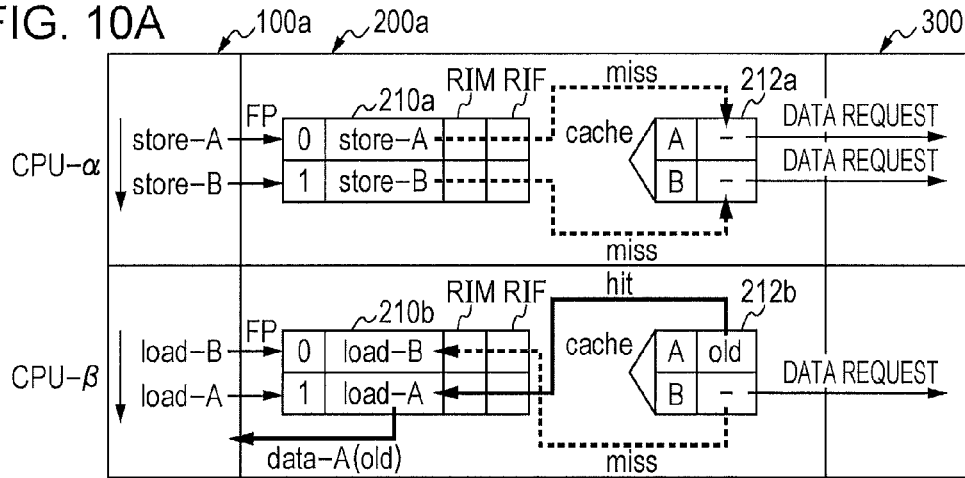 FIG. 10A
100a 200a 300
CPU-α
store-A
store-B
FP 210a RIM RIF
0 store-A
1 store-B
miss
miss
cache
212a
A –
B –
DATA REQUEST
DATA REQUEST
CPU-β
load-B
load-A
FP 210b RIM RIF
0 load-B
1 load-A
data-A(old)
hit
miss
cache
212b
A old
B –
DATA REQUEST